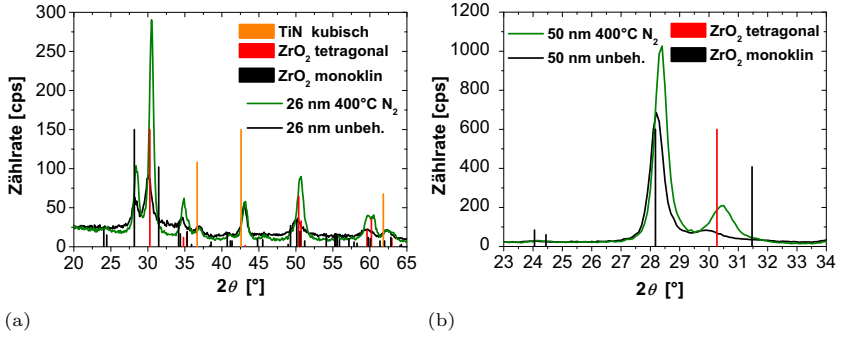 300
250
200
150
100
50
0
Zählrate [cps]
20 25 30 35 40 45 50 55 60 65
2θ [°]
TiN kubisch
ZrO₂ tetragonal
ZrO₂ monoklin
26 nm 400°C N₂
26 nm unbeh.
(a)
1200
1000
800
600
400
200
0
Zählrate [cps]
23 24 25 26 27 28 29 30 31 32 33 34
2θ [°]
50 nm 400°C N₂
50 nm unbeh.
ZrO₂ tetragonal
ZrO₂ monoklin
(b)